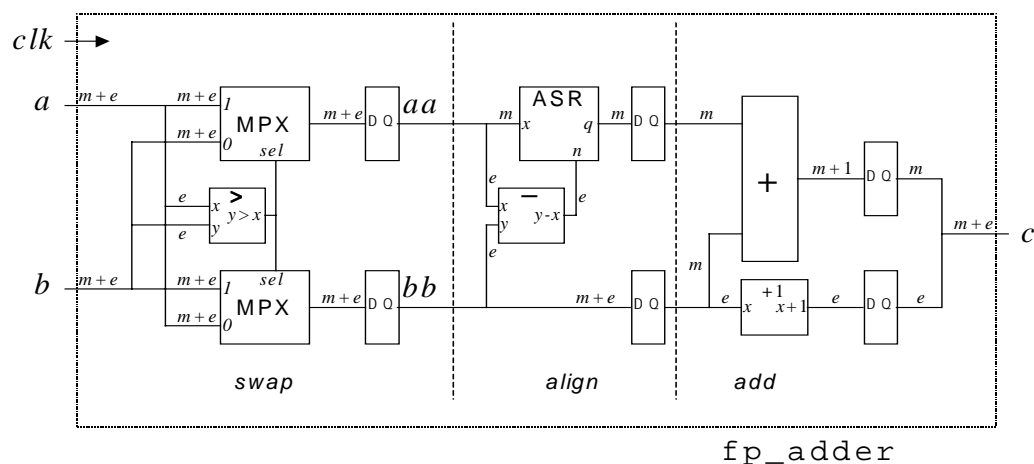 clk
a
m+e
m+e
1
MPX
0
m+e
sel
m+e
D Q
aa
e
x
>
y>x
e
y
b
m+e
m+e
1
sel
MPX
m+e
0
m+e
D Q
bb
swap
m
ASR
x
q
n
m
D Q
e
x
−
y-x
e
y
e
m+e
D Q
align
m
+
m+1
D Q
m
m
e
+1
x
x+1
e
D Q
e
m+e
c
add
fp_adder